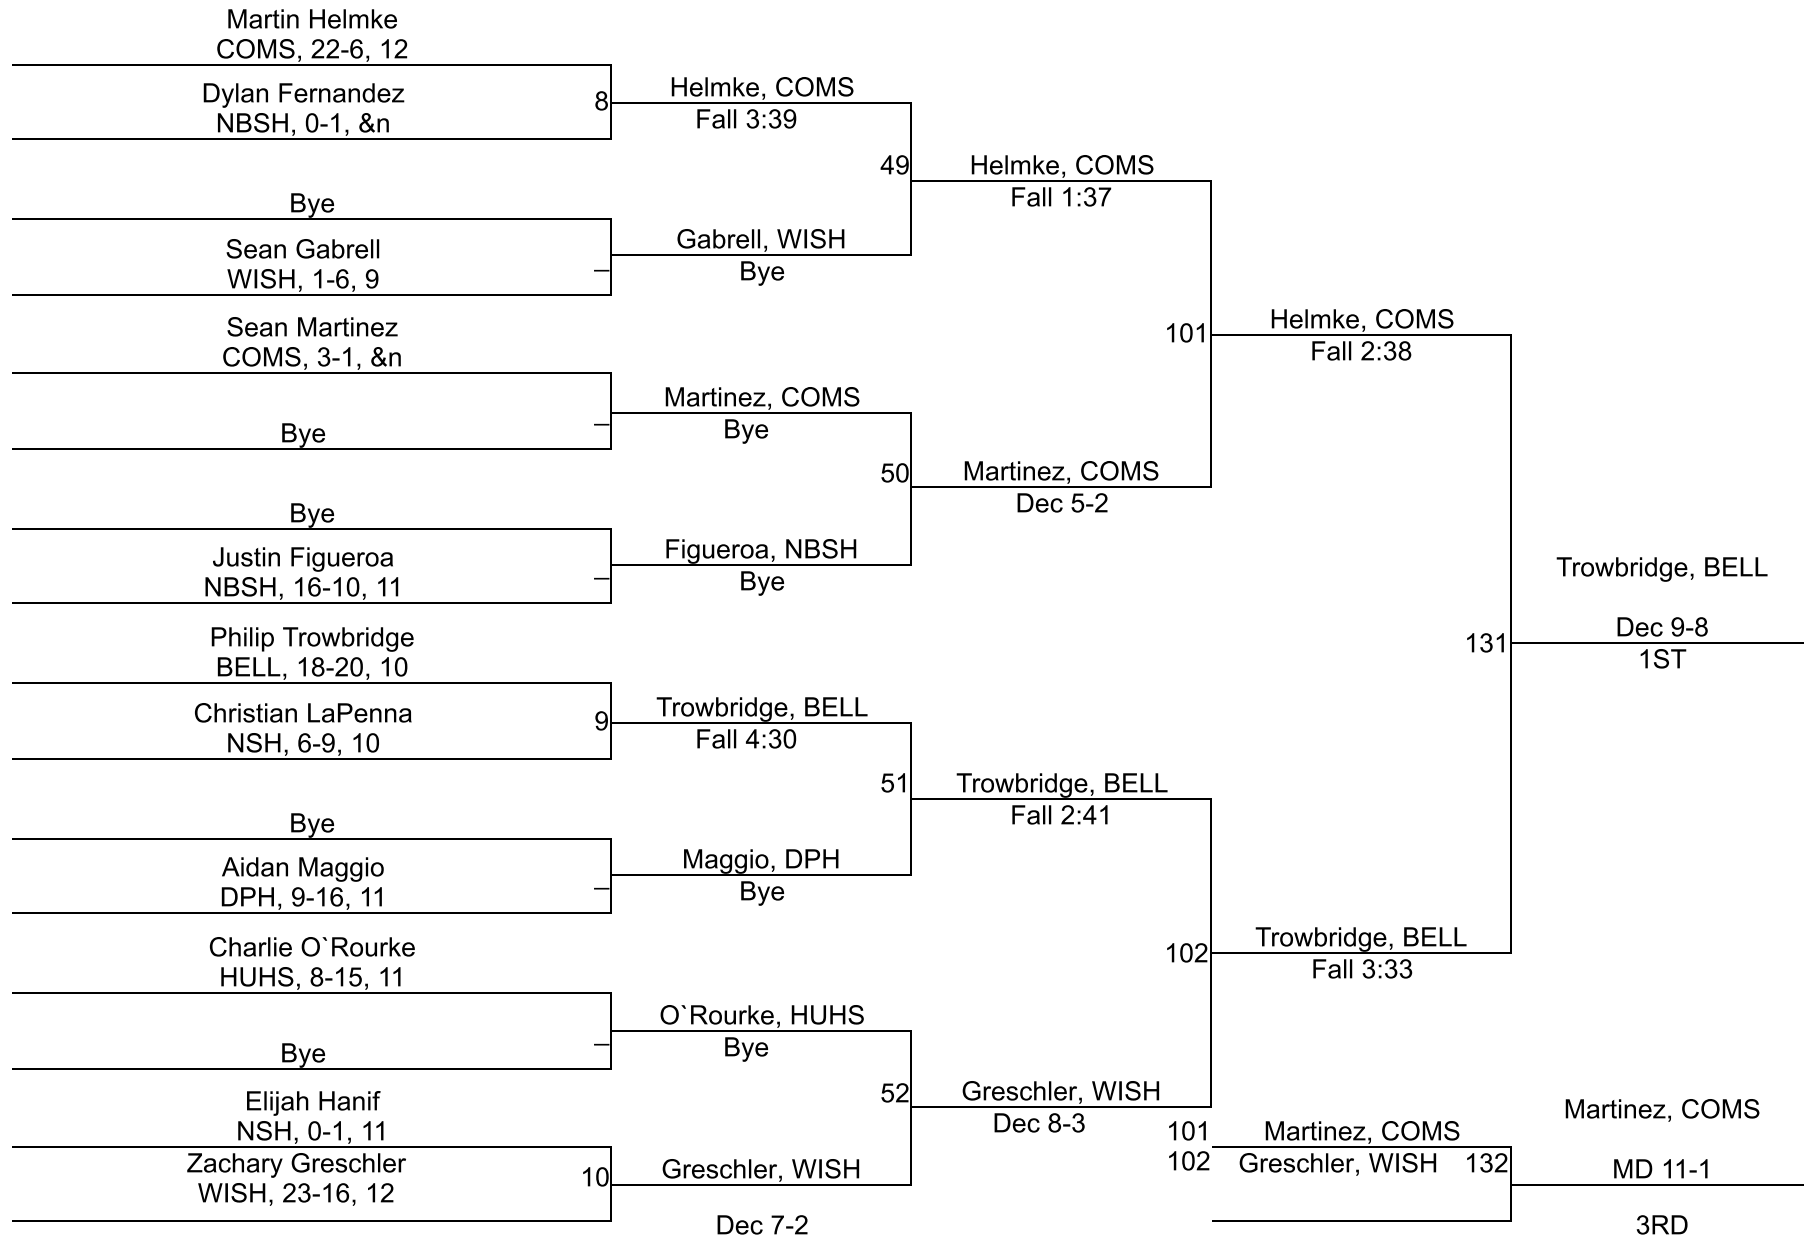 Martin Helmke
COMS, 22-6, 12
Dylan Fernandez
NBSH, 0-1, &n
8
Helmke, COMS
Fall 3:39
Bye
Sean Gabrell
WISH, 1-6, 9
_
Gabrell, WISH
Bye
49
Helmke, COMS
Fall 1:37
Sean Martinez
COMS, 3-1, &n
Bye
_
Martinez, COMS
Bye
Bye
Justin Figueroa
NBSH, 16-10, 11
_
Figueroa, NBSH
Bye
50
Martinez, COMS
Dec 5-2
101
Helmke, COMS
Fall 2:38
Philip Trowbridge
BELL, 18-20, 10
Christian LaPenna
NSH, 6-9, 10
9
Trowbridge, BELL
Fall 4:30
Bye
Aidan Maggio
DPH, 9-16, 11
_
Maggio, DPH
Bye
51
Trowbridge, BELL
Fall 2:41
Charlie O`Rourke
HUHS, 8-15, 11
Bye
_
O`Rourke, HUHS
Bye
Elijah Hanif
NSH, 0-1, 11
Zachary Greschler
WISH, 23-16, 12
10
Greschler, WISH
Dec 7-2
52
Greschler, WISH
Dec 8-3
102
Trowbridge, BELL
Fall 3:33
131
Trowbridge, BELL
Dec 9-8
1ST
101
Martinez, COMS
102
Greschler, WISH
132
Martinez, COMS
MD 11-1
3RD